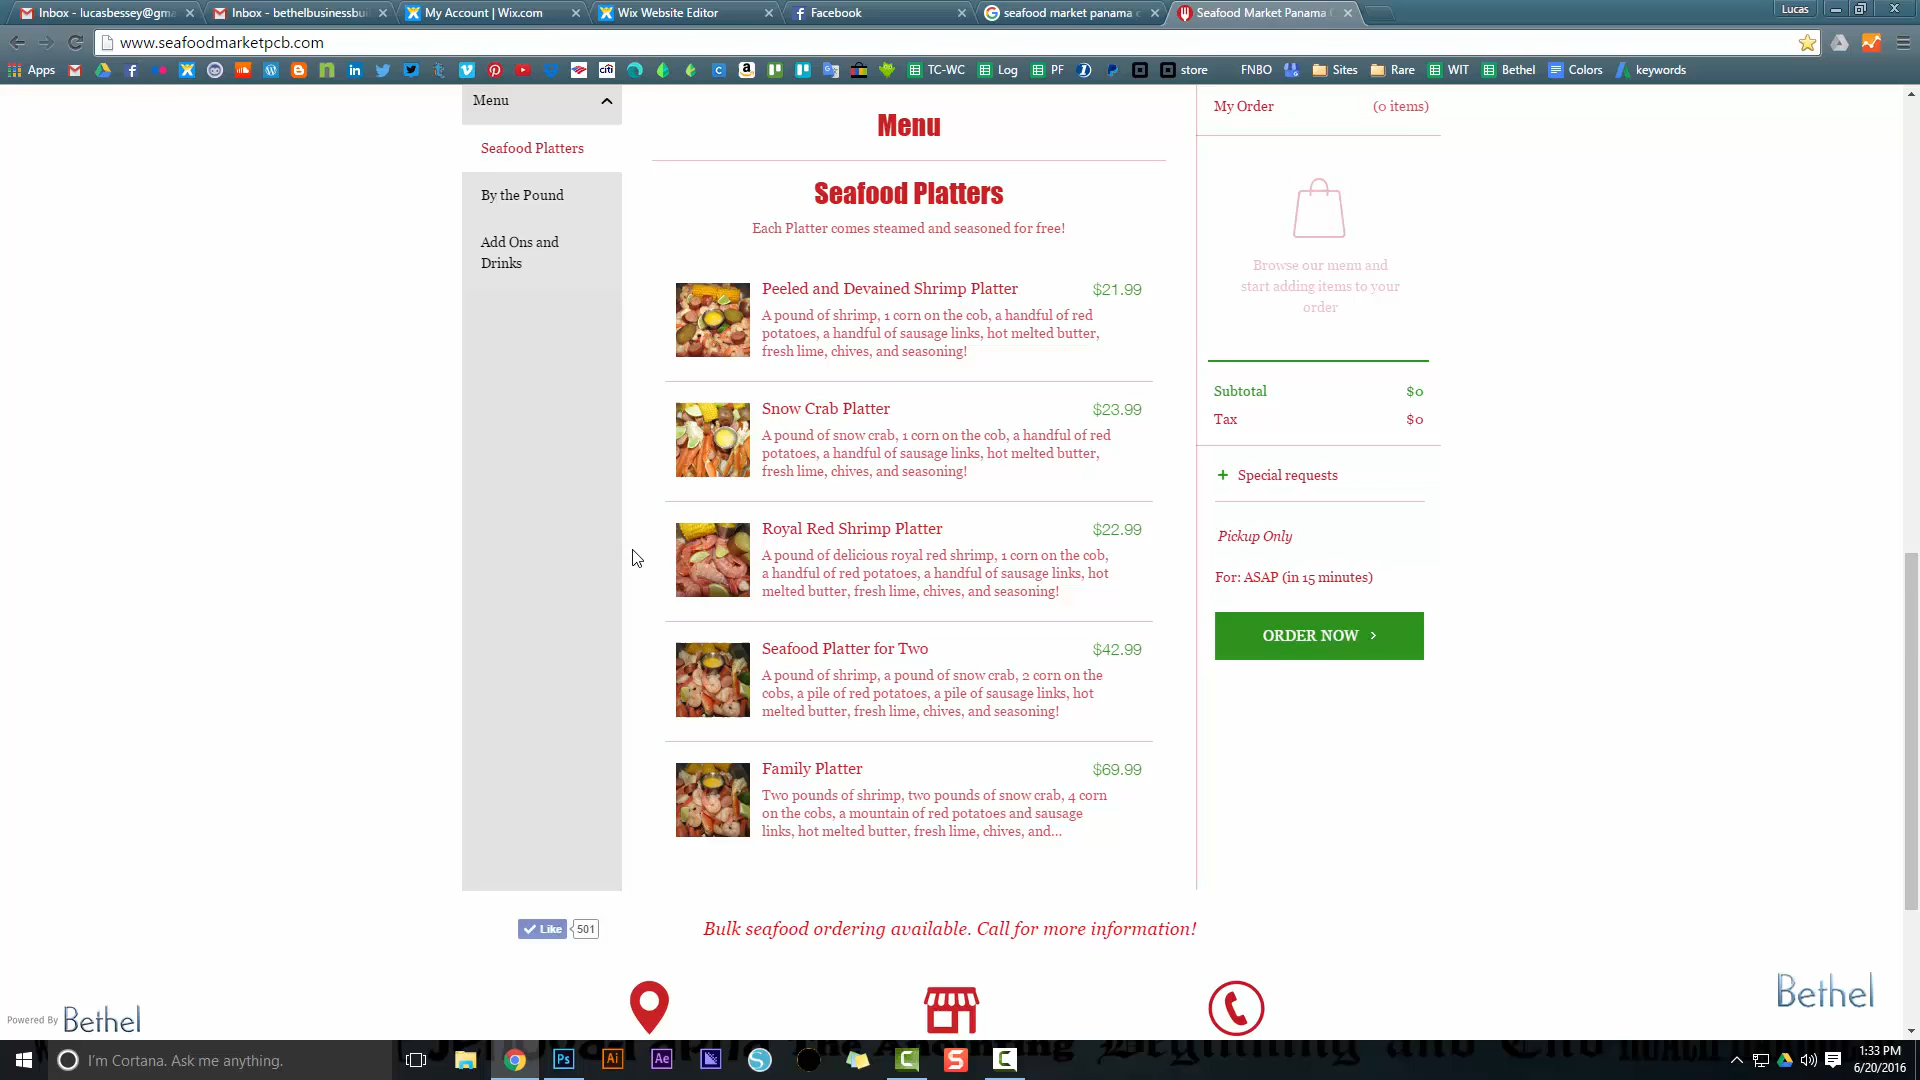 Inbox - lucasbessey@gma
Inbox - bethelbusinessbui
My Account | Wix.com
Wix Website Editor
Facebook
seafood market panama c
Seafood Market Panama C
Lucas
www.seafoodmarketpcb.com
Apps
TC-WC
Log
PF
store
FNBO
Sites
Rare
WIT
Bethel
Colors
keywords
Menu
Seafood Platters
By the Pound
Add Ons and
Drinks
Menu
Seafood Platters
Each Platter comes steamed and seasoned for free!
Peeled and Devained Shrimp Platter $21.99
A pound of shrimp, 1 corn on the cob, a handful of red
potatoes, a handful of sausage links, hot melted butter,
fresh lime, chives, and seasoning!
Snow Crab Platter $23.99
A pound of snow crab, 1 corn on the cob, a handful of red
potatoes, a handful of sausage links, hot melted butter,
fresh lime, chives, and seasoning!
Royal Red Shrimp Platter $22.99
A pound of delicious royal red shrimp, 1 corn on the cob,
a handful of red potatoes, a handful of sausage links, hot
melted butter, fresh lime, chives, and seasoning!
Seafood Platter for Two $42.99
A pound of shrimp, a pound of snow crab, 2 corn on the
cobs, a pile of red potatoes, a pile of sausage links, hot
melted butter, fresh lime, chives, and seasoning!
Family Platter $69.99
Two pounds of shrimp, two pounds of snow crab, 4 corn
on the cobs, a mountain of red potatoes and sausage
links, hot melted butter, fresh lime, chives, and...
My Order (0 items)
Browse our menu and
start adding items to your
order
Subtotal $0
Tax $0
+ Special requests
Pickup Only
For: ASAP (in 15 minutes)
ORDER NOW >
Like 501
Bulk seafood ordering available. Call for more information!
Powered By Bethel
Bethel
I'm Cortana. Ask me anything.
1:33 PM
6/20/2016